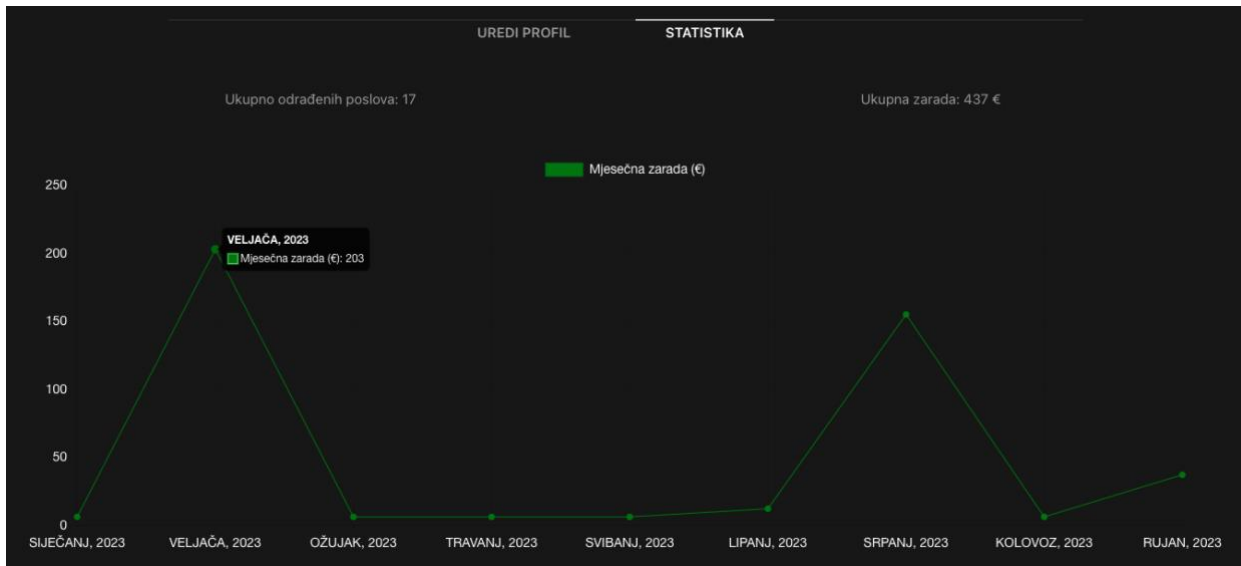 UREDI PROFIL STATISTIKA
Ukupno odrađenih poslova: 17 Ukupna zarada: 437 €
Mjesečna zarada (€)
250
VELJAČA, 2023
Mjesečna zarada (€): 203
200
150
100
50
0
SIJEČANJ, 2023 VELJAČA, 2023 OŽUJAK, 2023 TRAVANJ, 2023 SVIBANJ, 2023 LIPANJ, 2023 SRPANJ, 2023 KOLOVOZ, 2023 RUJAN, 2023